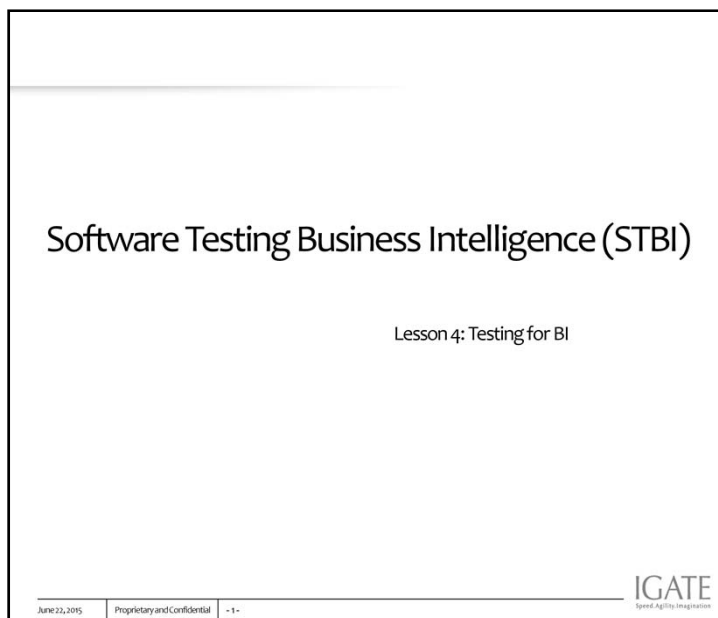 Software Testing Business Intelligence (STBI)
Lesson 4: Testing for BI
June 22, 2015
Proprietary and Confidential
- 1 -
IGATE
Speed.Agility.Imagination